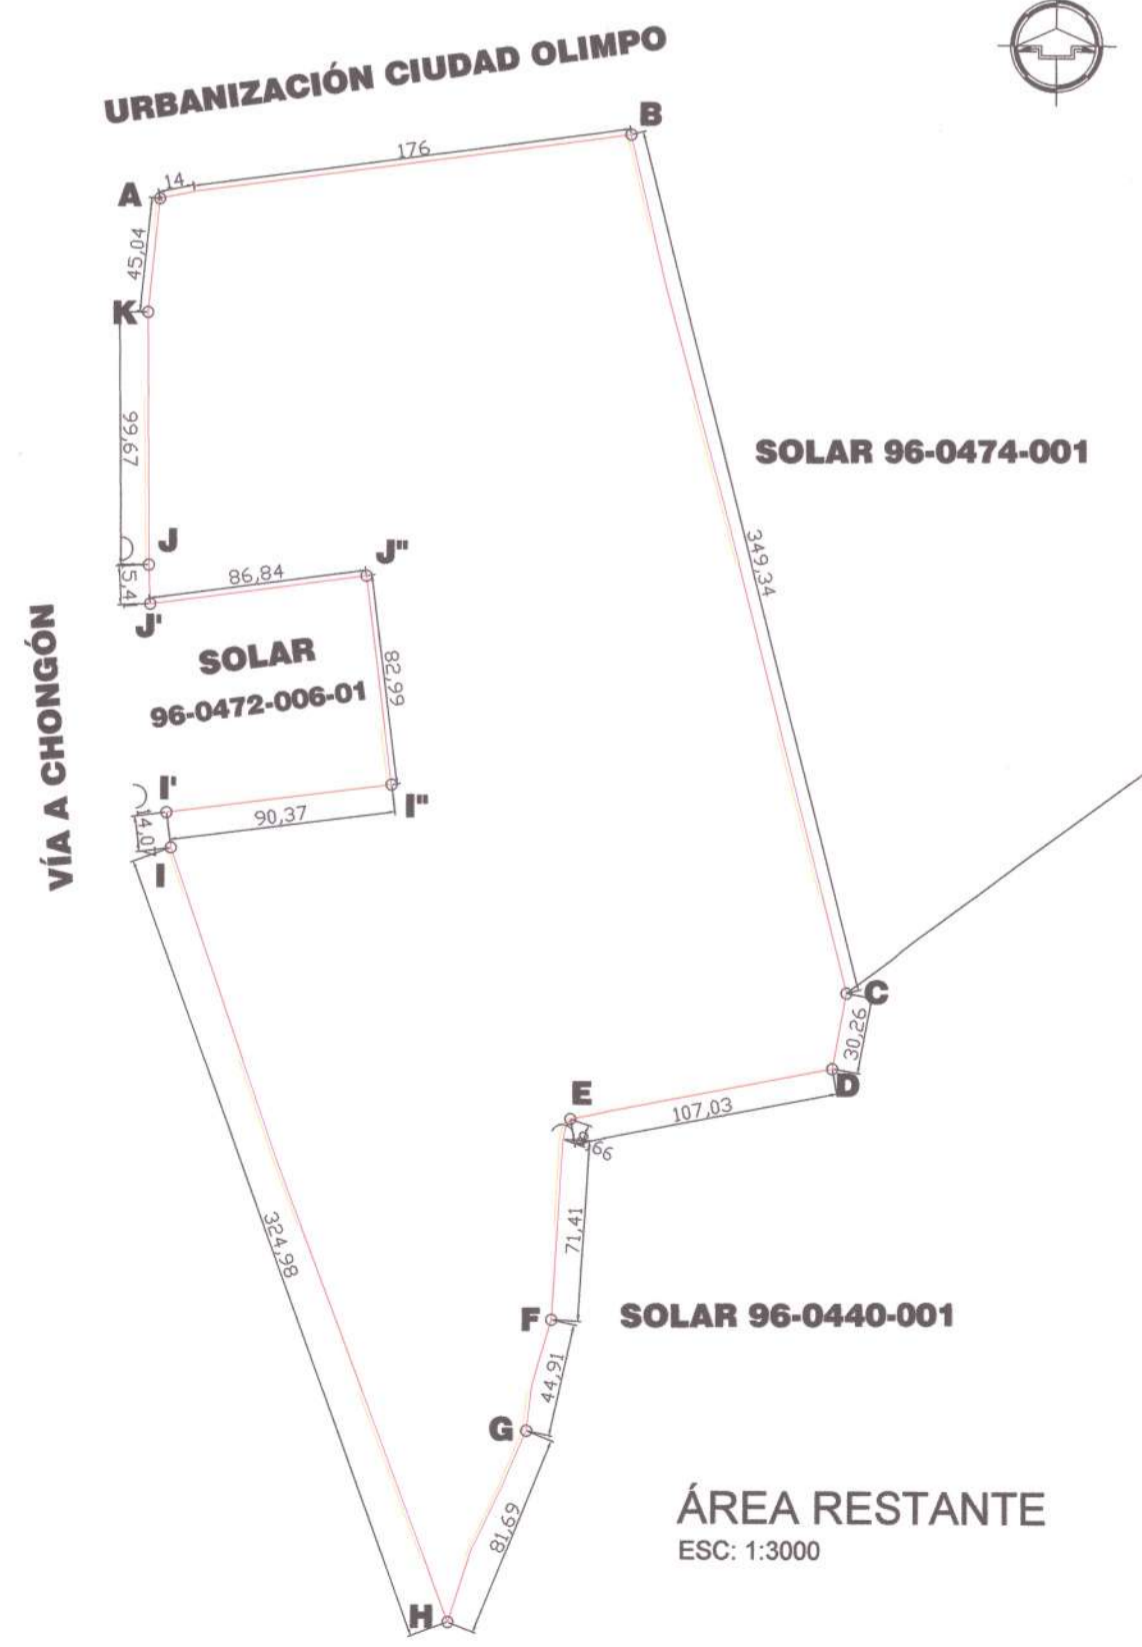 URBANIZACIÓN CIUDAD OLIMPO
B
176
14
A
45,04
K
99,67
SOLAR 96-0474-001
349,34
J
J"
86,84
15,41
J'
SOLAR
96-0472-006-01
82,99
VÍA A CHONGÓN
I'
I"
90,37
14,07
I
C
30,26
D
E
107,03
71,41
324,98
F
SOLAR 96-0440-001
44,91
G
81,69
ÁREA RESTANTE
ESC: 1:3000
H